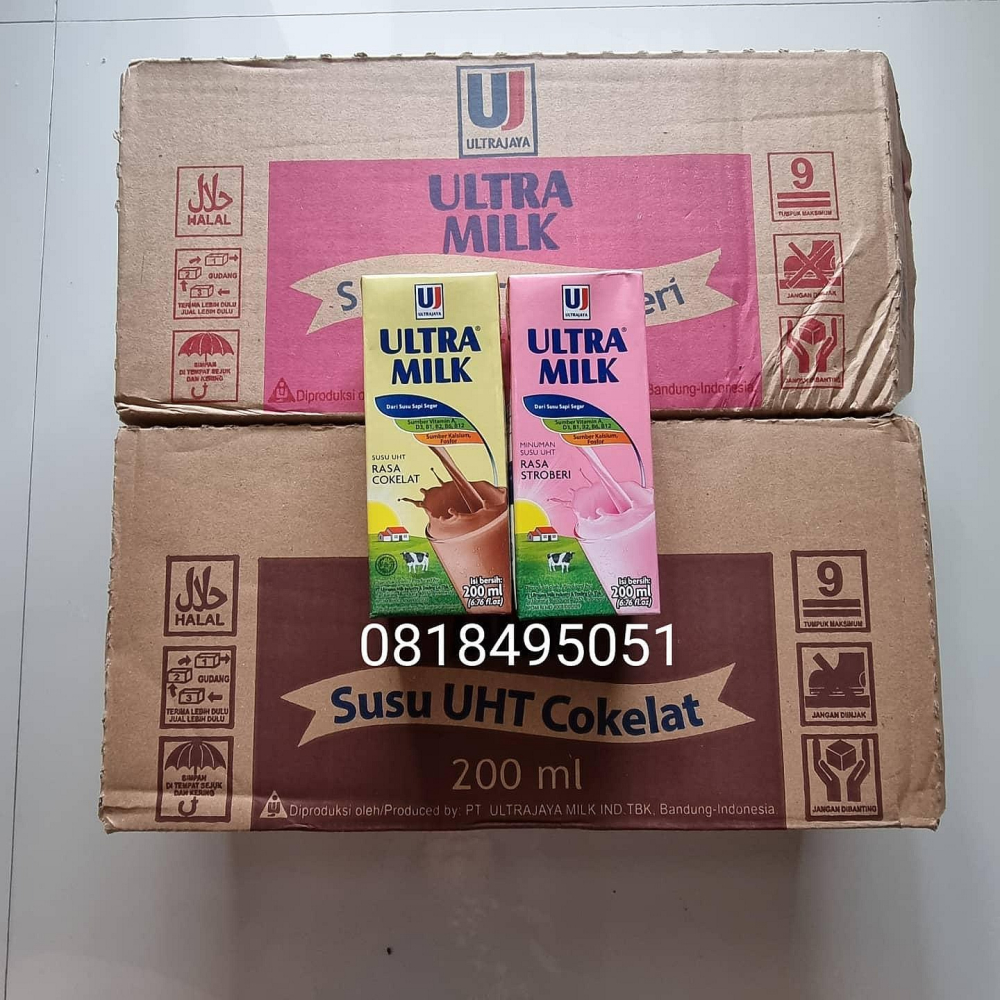 UJ
ULTRAJAYA
ULTRA
MILK
HALAL
حلال
GUDANG
1
2
3
TERIMA LEBIH DULU
JUAL LEBIH DULU
SIMPAN
DI TEMPAT SEJUK
DAN KERING
9
TUMPUK MAKSIMUM
JANGAN DIINJAK
JANGAN DIBANTING
Diproduksi
Bandung-Indonesia
UJ
ULTRAJAYA
ULTRA®
MILK
Dari Susu Sapi Segar
Sumber Vitamin A,
D3, B1, B2, B6, B12
Sumber Kalsium,
Fosfor
SUSU UHT
RASA
COKELAT
Isi bersih:
200 ml
(6.76 fl.oz)
UJ
ULTRAJAYA
ULTRA®
MILK
Dari Susu Sapi Segar
Sumber Vitamin A,
D3, B1, B2, B6, B12
Sumber Kalsium,
Fosfor
MINUMAN
SUSU UHT
RASA
STROBERI
Isi bersih:
200 ml
(6.76 fl.oz)
0818495051
حلال
HALAL
1
2
GUDANG
3
TERIMA LEBIH DULU
JUAL LEBIH DULU
SIMPAN
DI TEMPAT SEJUK
DAN KERING
9
TUMPUK MAKSIMUM
JANGAN DIINJAK
JANGAN DIBANTING
Susu UHT Cokelat
200 ml
Diproduksi oleh/Produced by: PT ULTRAJAYA MILK IND.TBK, Bandung-Indonesia